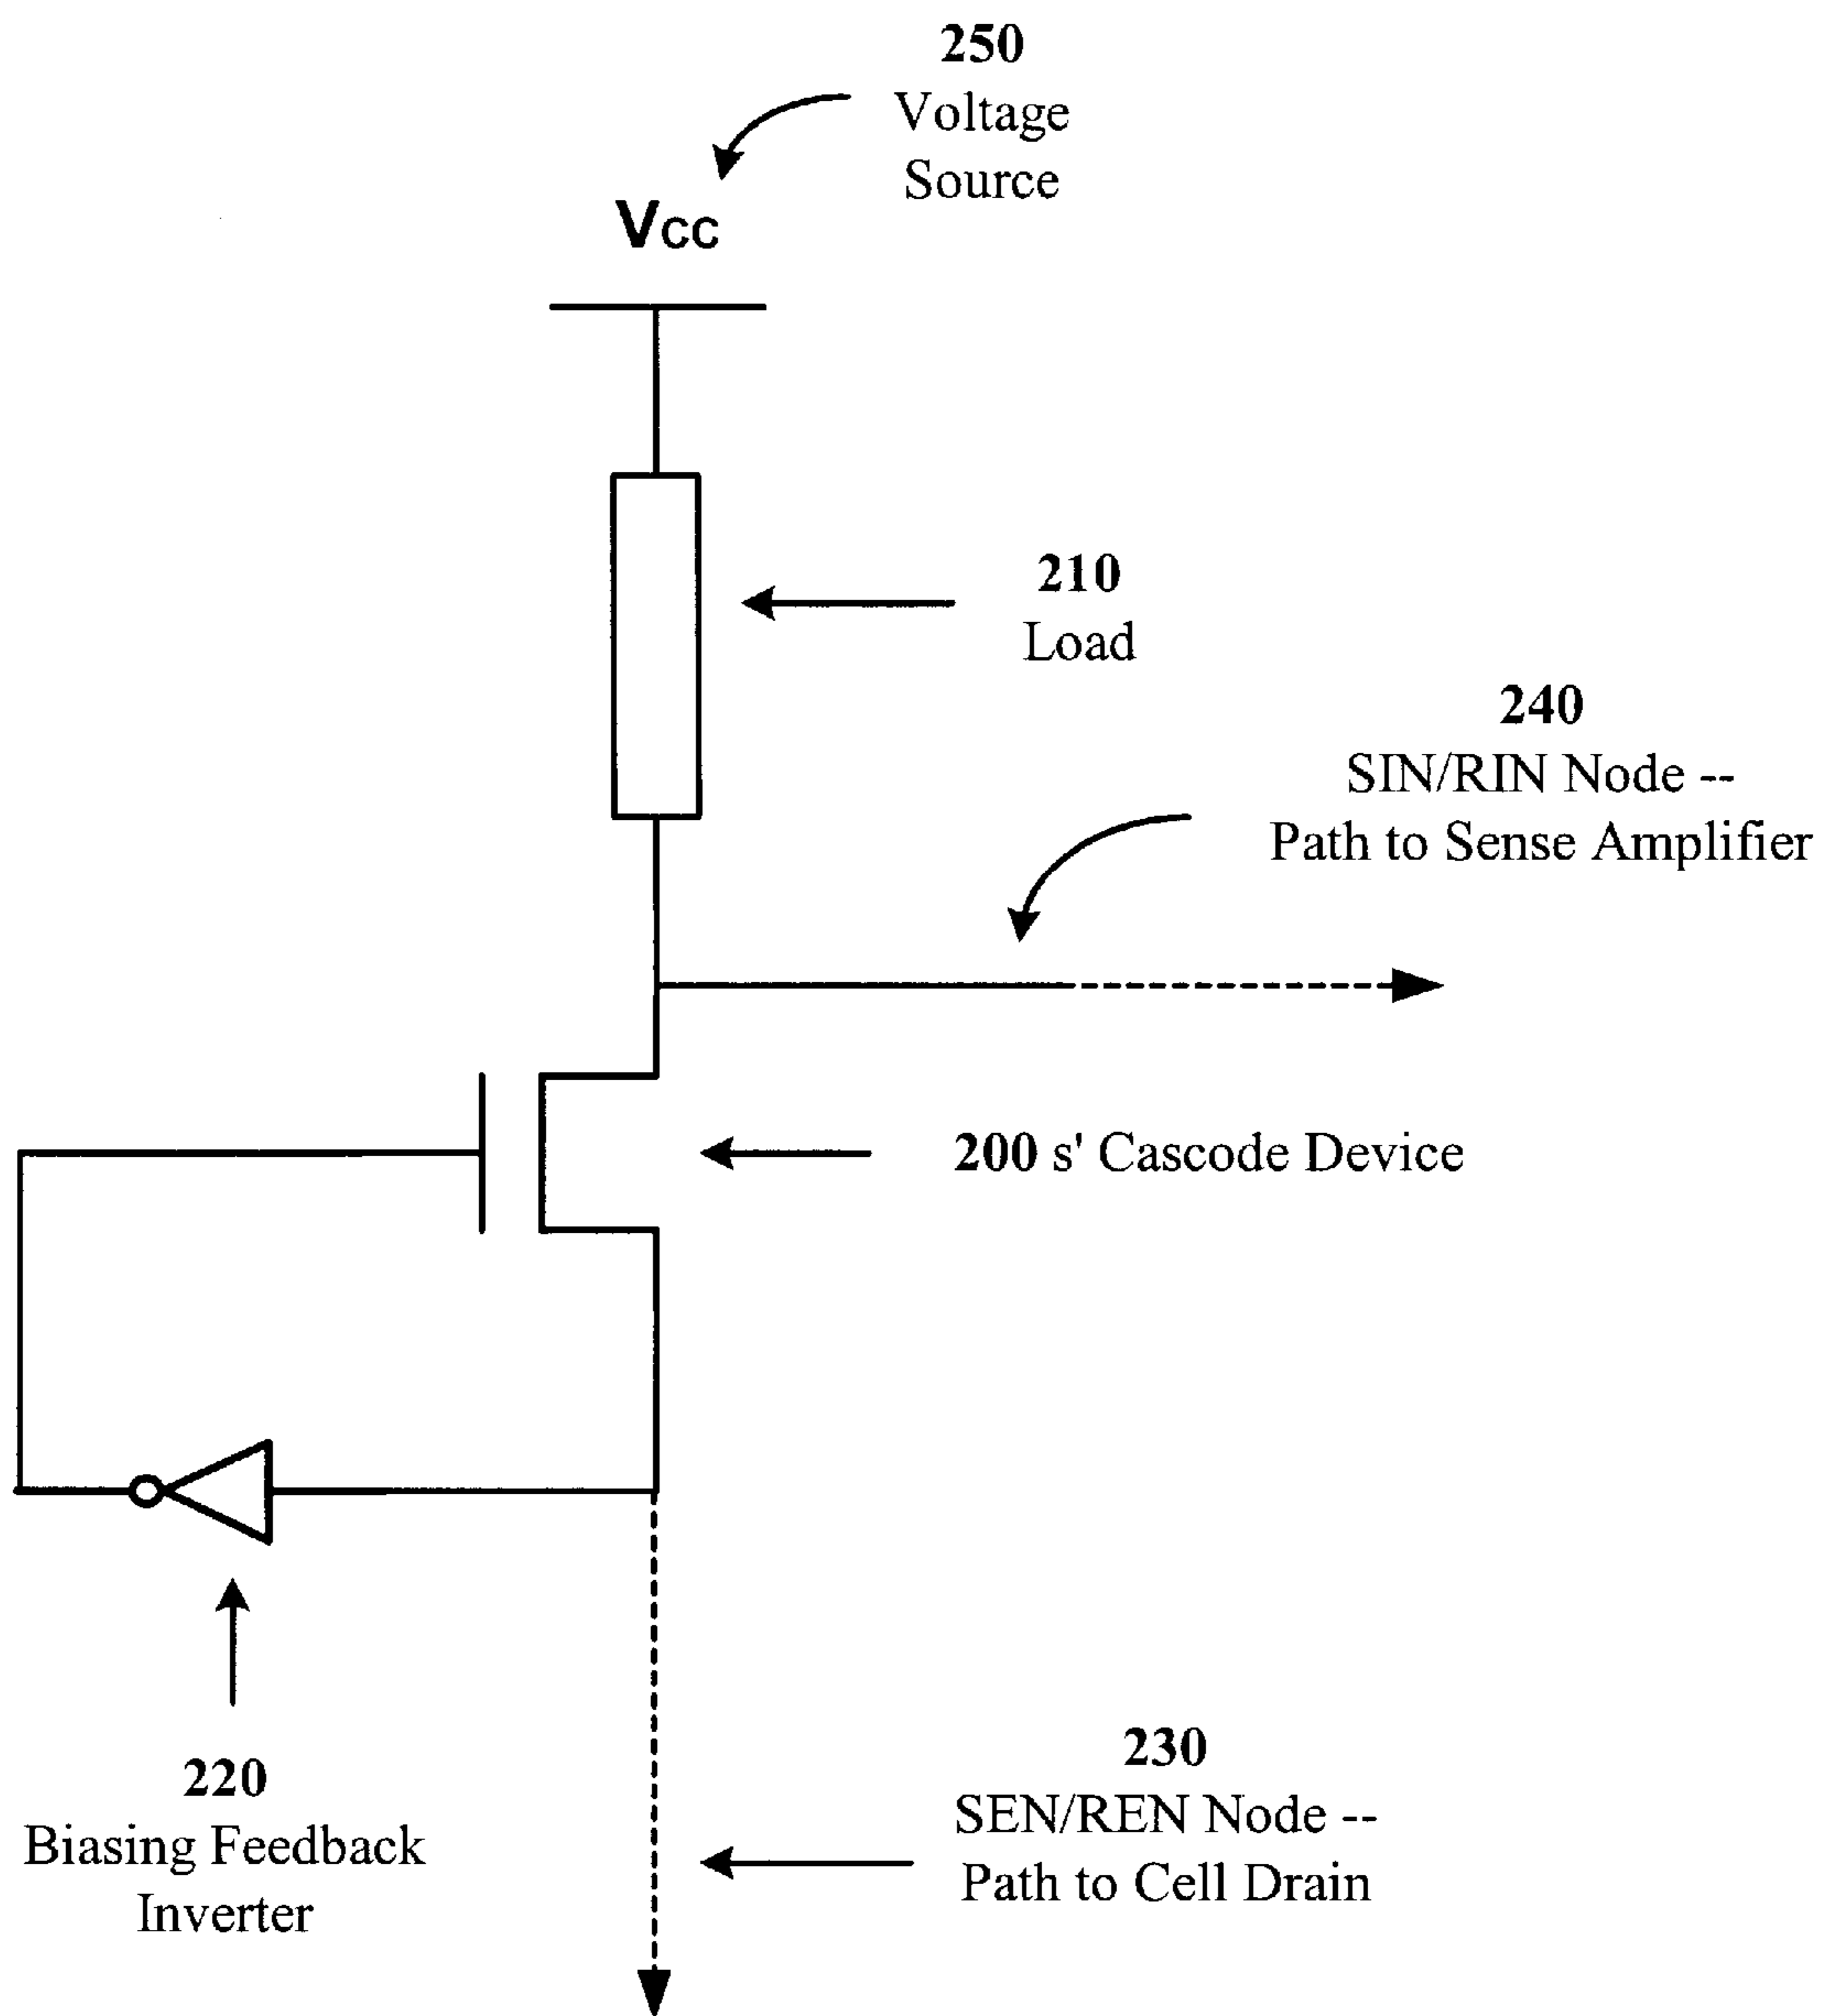 250
Voltage
Source
Vcc
210
Load
240
SIN/RIN Node --
Path to Sense Amplifier
200 s' Cascode Device
220
Biasing Feedback
Inverter
230
SEN/REN Node --
Path to Cell Drain